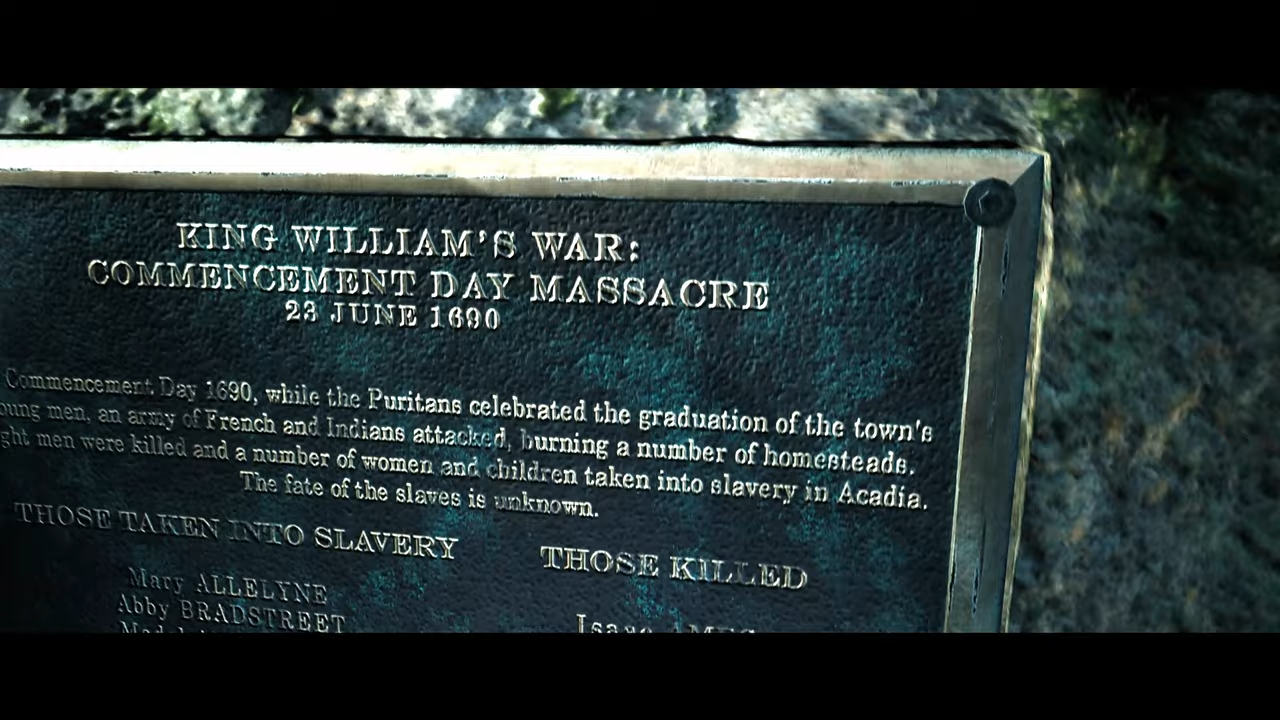 KING WILLIAM'S WAR:
COMMENCEMENT DAY MASSACRE
23 JUNE 1690
Commencement Day 1690, while the Puritans celebrated the graduation of the town's
men, an army of French and Indians attacked, burning a number of homesteads.
men were killed and a number of women and children taken into slavery in Acadia.
The fate of the slaves is unknown.
THOSE TAKEN INTO SLAVERY
THOSE KILLED
Mary ALLELYNE
Abby BRADSTREET
Isaac